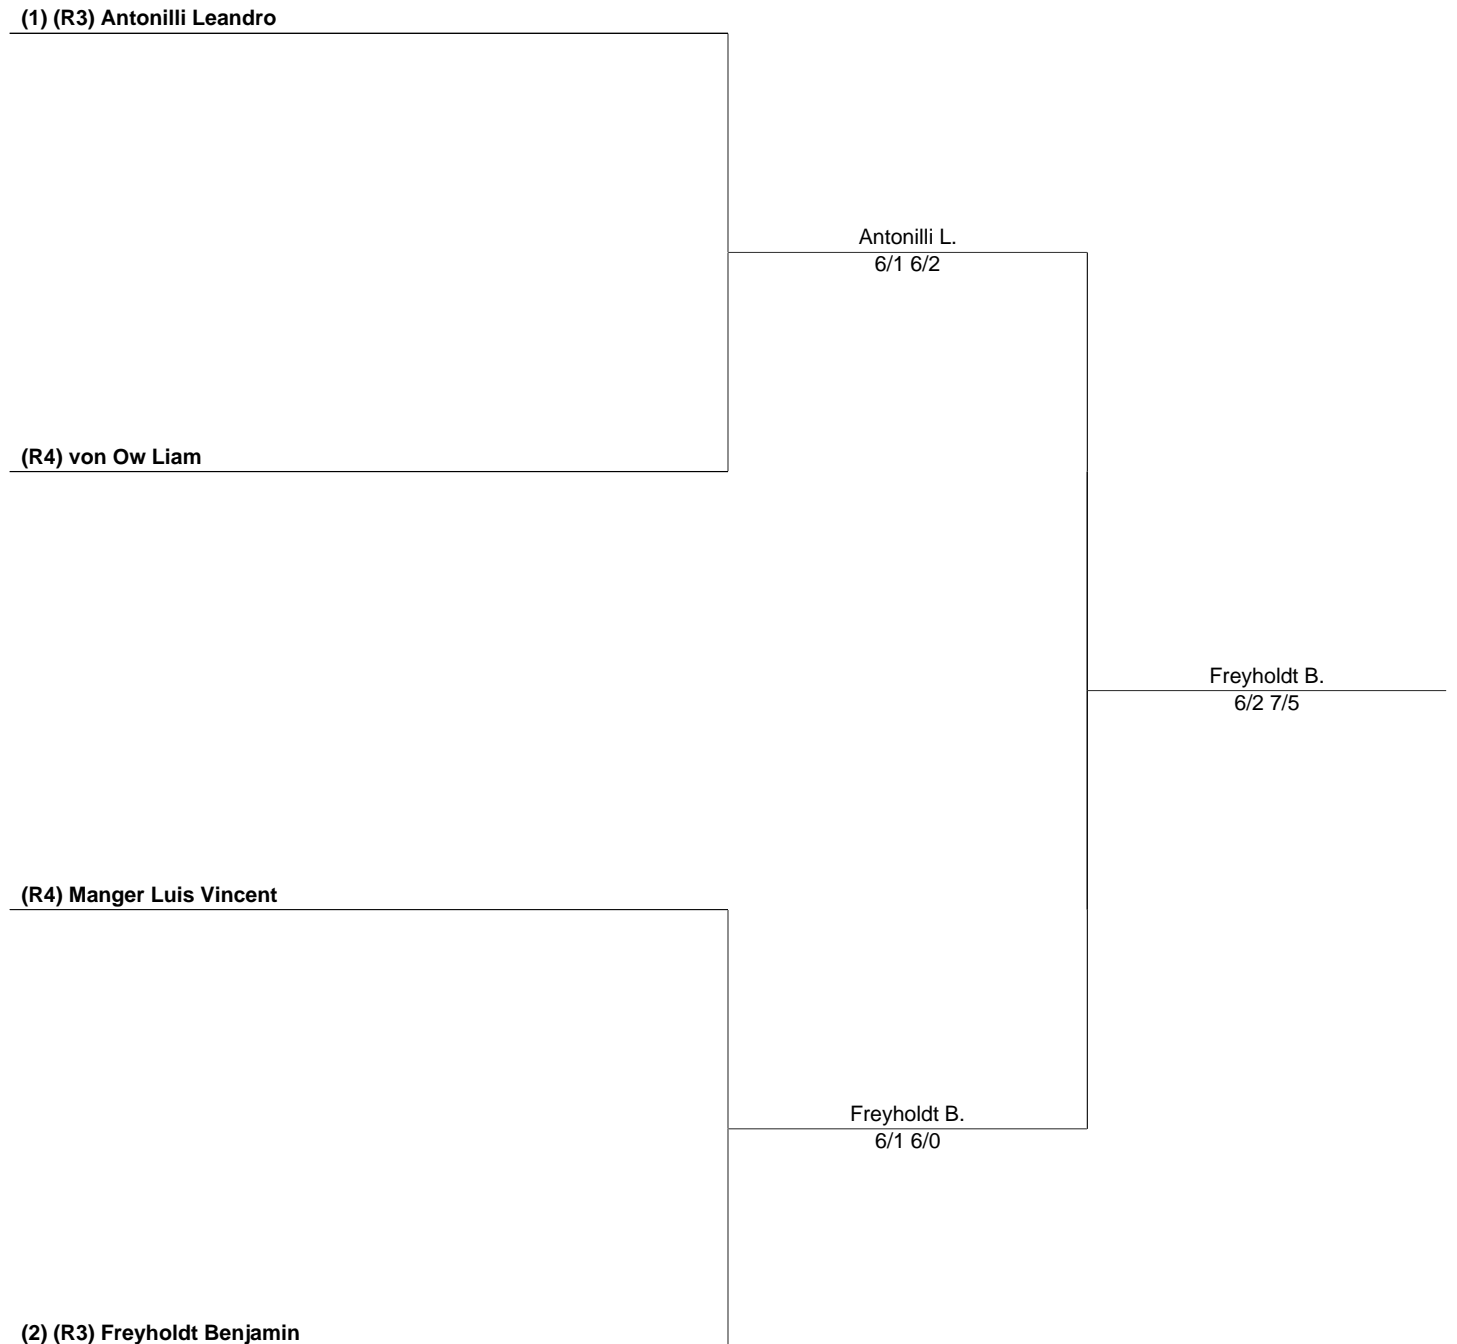 (1) (R3) Antonilli Leandro
Antonilli L.
6/1 6/2
(R4) von Ow Liam
Freyholdt B.
6/2 7/5
(R4) Manger Luis Vincent
Freyholdt B.
6/1 6/0
(2) (R3) Freyholdt Benjamin